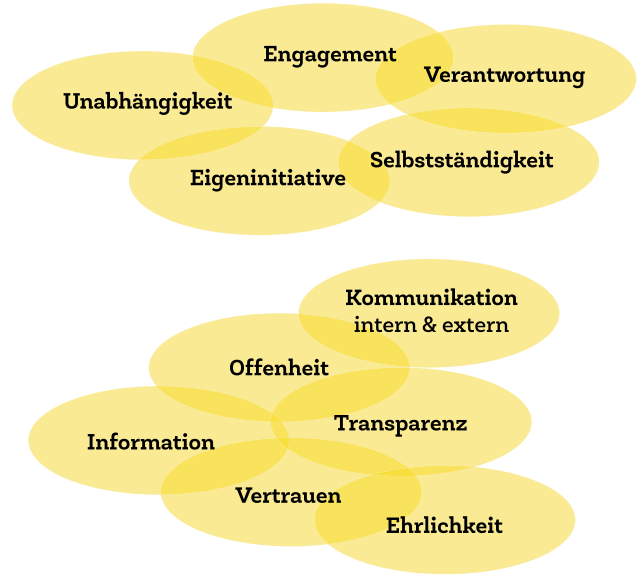 Engagement
Verantwortung
Unabhängigkeit
Selbstständigkeit
Eigeninitiative
Kommunikation
intern & extern
Offenheit
Transparenz
Information
Vertrauen
Ehrlichkeit